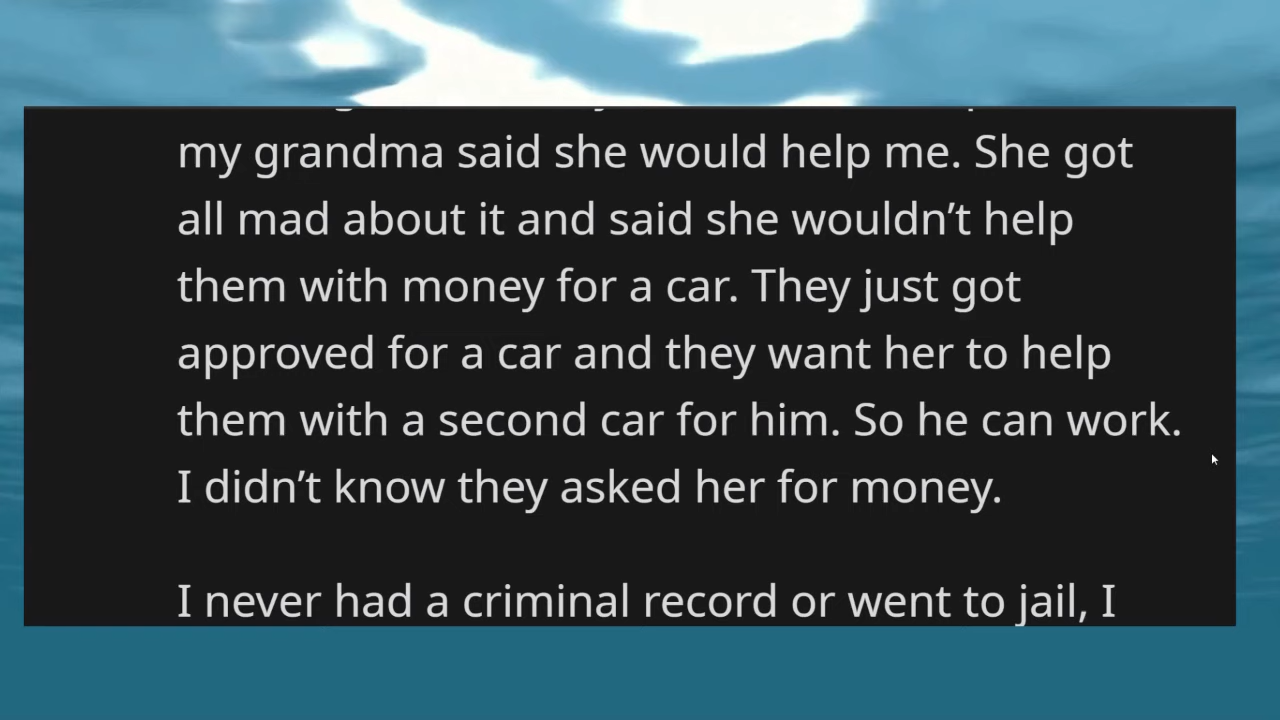 my grandma said she would help me. She got
all mad about it and said she wouldn’t help
them with money for a car. They just got
approved for a car and they want her to help
them with a second car for him. So he can work.
I didn’t know they asked her for money.
I never had a criminal record or went to jail, I